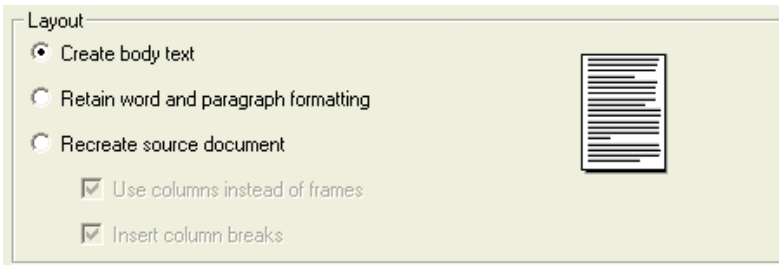 Layout
Create body text
Retain word and paragraph formatting
Recreate source document
Use columns instead of frames
Insert column breaks